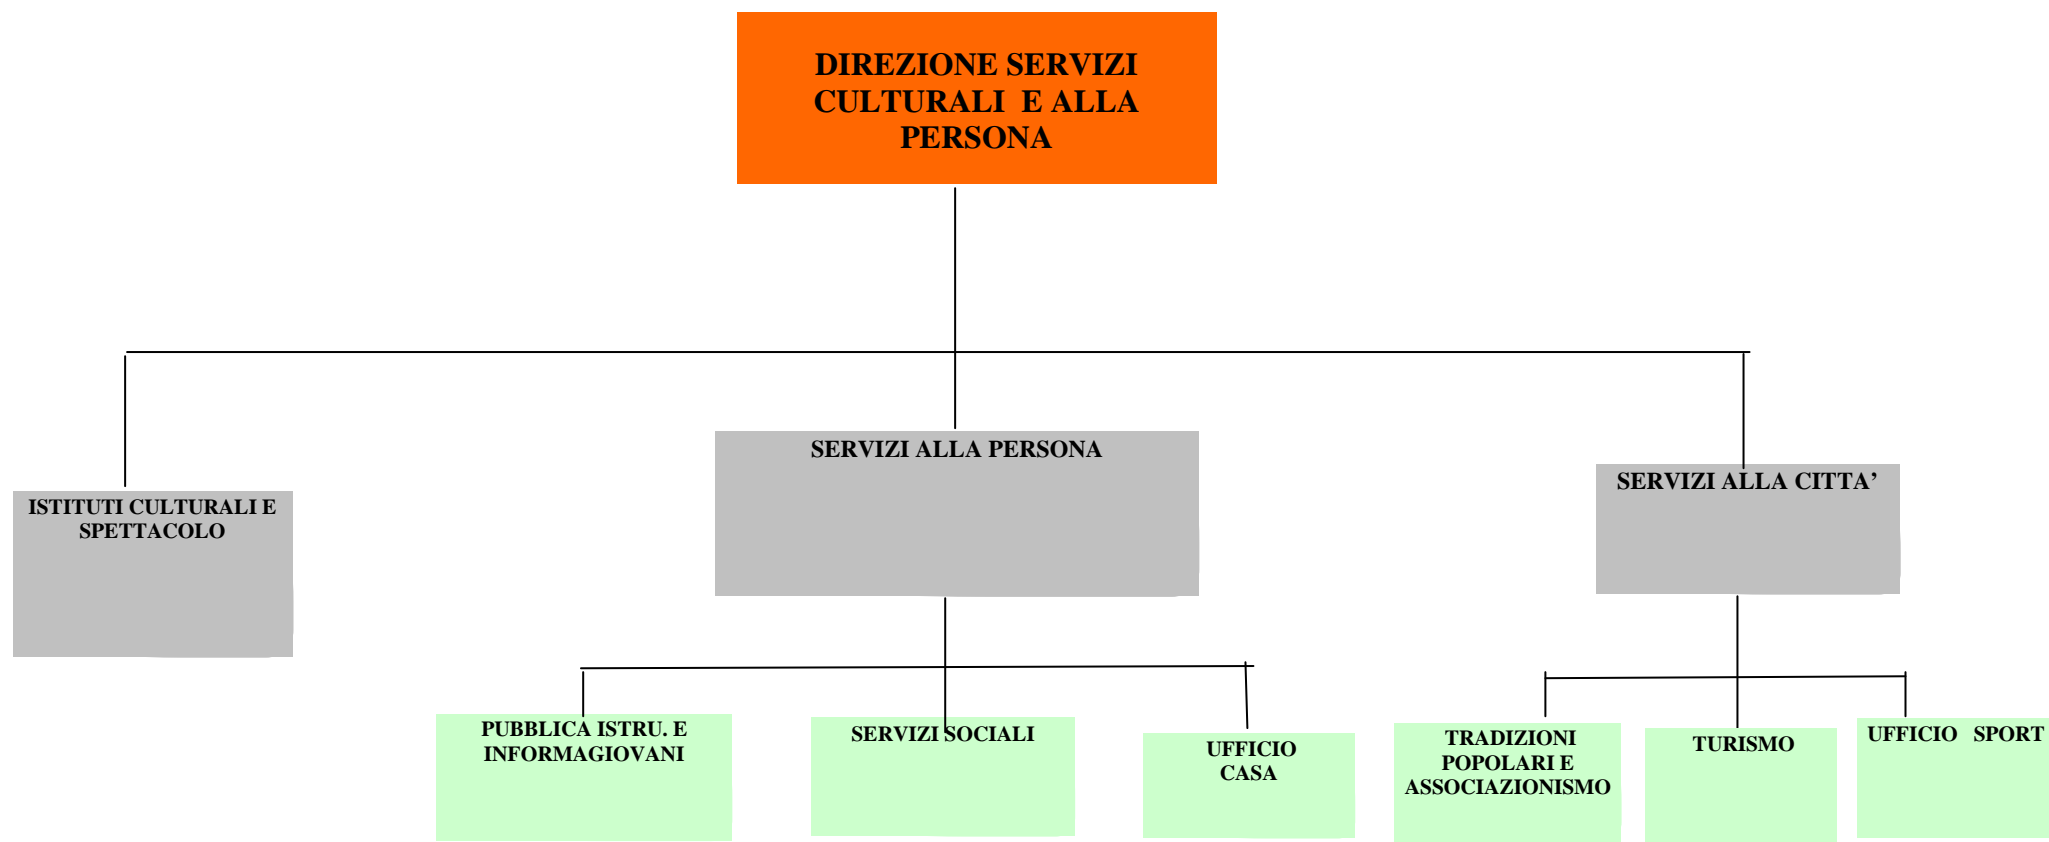 DIREZIONE SERVIZI
CULTURALI E ALLA
PERSONA
SERVIZI ALLA PERSONA
SERVIZI ALLA CITTA’
ISTITUTI CULTURALI E
SPETTACOLO
PUBBLICA ISTRU. E
INFORMAGIOVANI
SERVIZI SOCIALI
UFFICIO
CASA
TRADIZIONI
POPOLARI E
ASSOCIAZIONISMO
TURISMO
UFFICIO SPORT